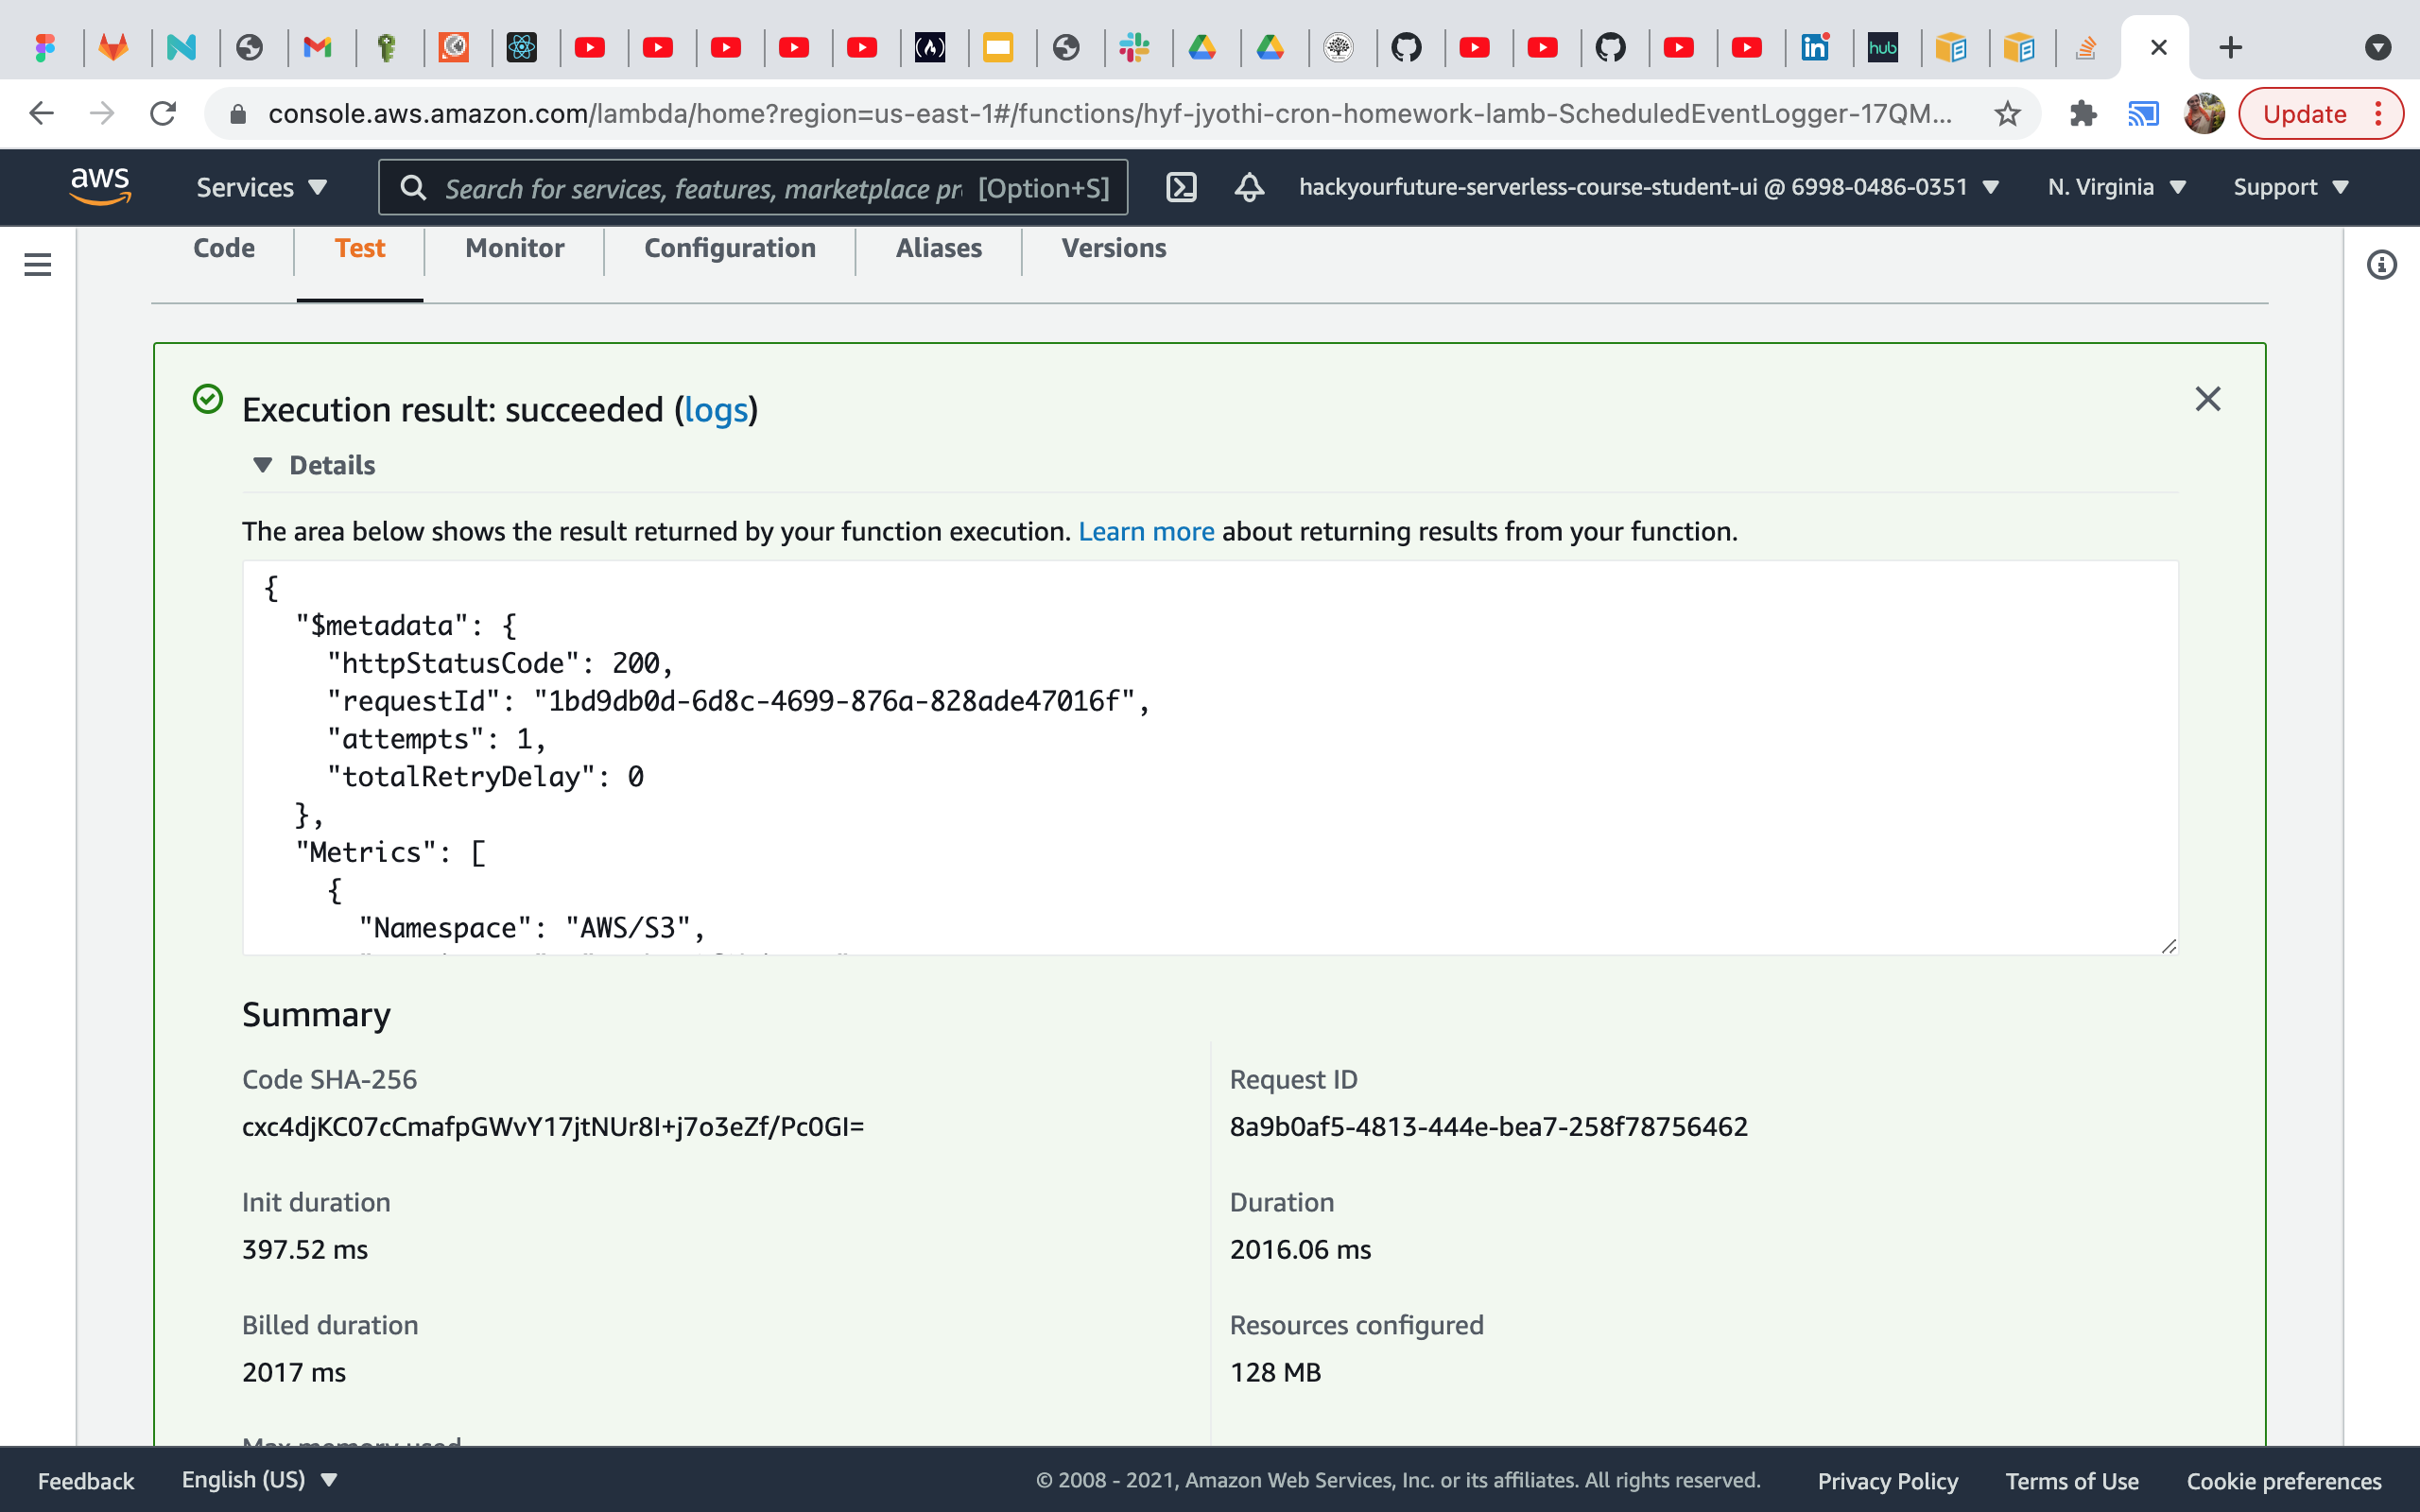 hub
console.aws.amazon.com/lambda/home?region=us-east-1#/functions/hyf-jyothi-cron-homework-lamb-ScheduledEventLogger-17QM...
Update
aws
Services
Search for services, features, marketplace pr
[Option+S]
hackyourfuture-serverless-course-student-ui @ 6998-0486-0351
N. Virginia
Support
Code
Test
Monitor
Configuration
Aliases
Versions
Execution result: succeeded (logs)
Details
The area below shows the result returned by your function execution. Learn more about returning results from your function.
{
"$metadata": {
"httpStatusCode": 200,
"requestId": "1bd9db0d-6d8c-4699-876a-828ade47016f",
"attempts": 1,
"totalRetryDelay": 0
},
"Metrics": [
{
"Namespace": "AWS/S3",
Summary
Code SHA-256
cxc4djKC07cCmafpGWvY17jtNUr8I+j7o3eZf/Pc0GI=
Request ID
8a9b0af5-4813-444e-bea7-258f78756462
Init duration
397.52 ms
Duration
2016.06 ms
Billed duration
2017 ms
Resources configured
128 MB
Max memory used
Feedback
English (US)
© 2008 - 2021, Amazon Web Services, Inc. or its affiliates. All rights reserved.
Privacy Policy
Terms of Use
Cookie preferences